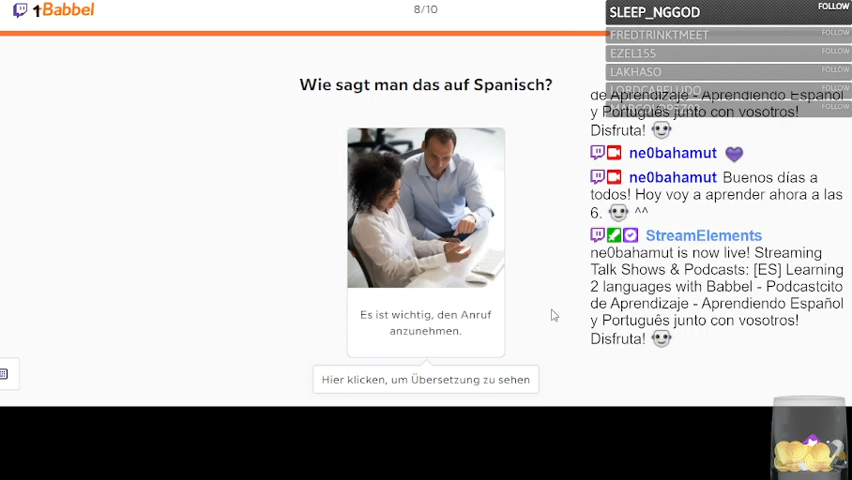 Babbel
8/10
Wie sagt man das auf Spanisch?
Es ist wichtig, den Anruf
anzunehmen.
Hier klicken, um Übersetzung zu sehen
SLEEP_NGGOD FOLLOW
FREDTRINKTMEET FOLLOW
EZEL155 FOLLOW
LAKHASO FOLLOW
LORDCABELUDO FOLLOW
FOLLOW
de Aprendizaje - Aprendiendo Español
y Português junto con vosotros!
Disfruta!
ne0bahamut
ne0bahamut Buenos días a
todos! Hoy voy a aprender ahora a las
6. ^^
StreamElements
ne0bahamut is now live! Streaming
Talk Shows & Podcasts: [ES] Learning
2 languages with Babbel - Podcastcito
de Aprendizaje - Aprendiendo Español
y Português junto con vosotros!
Disfruta!